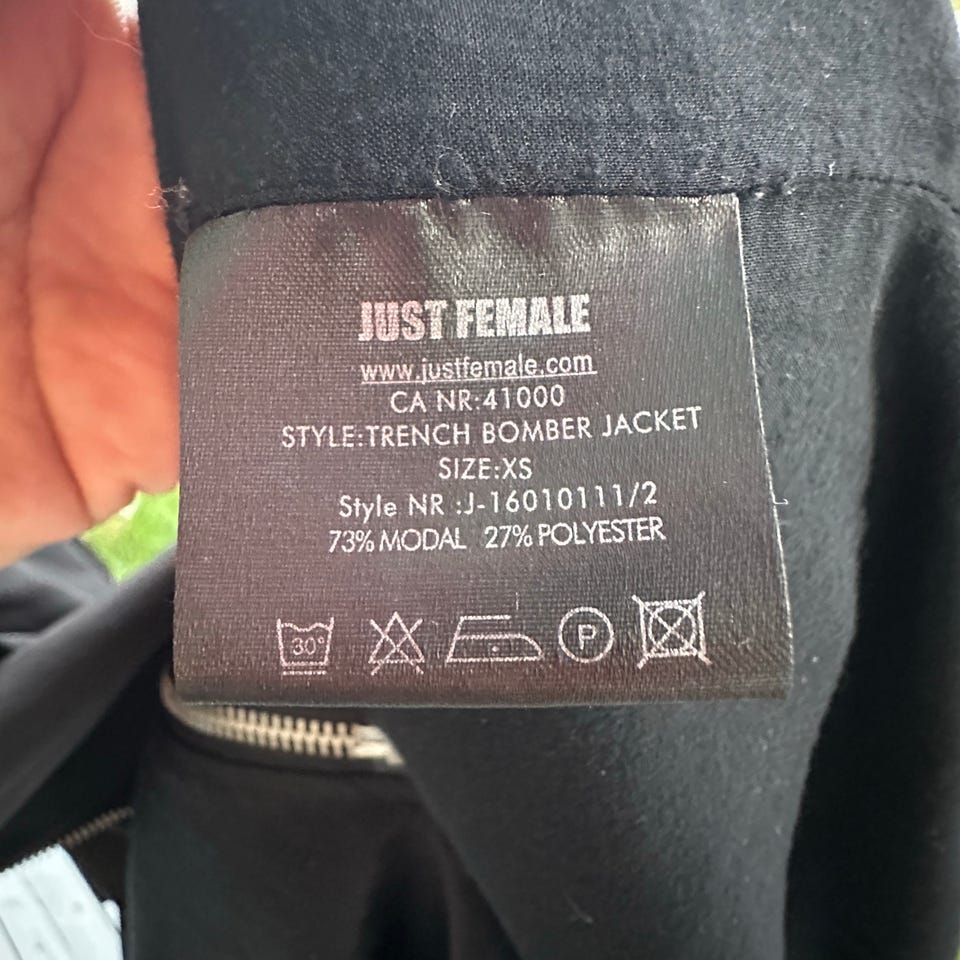 JUST FEMALE
www.justfemale.com
CA NR:41000
STYLE:TRENCH BOMBER JACKET
SIZE:XS
Style NR :J-16010111/2
73% MODAL 27% POLYESTER
30° P